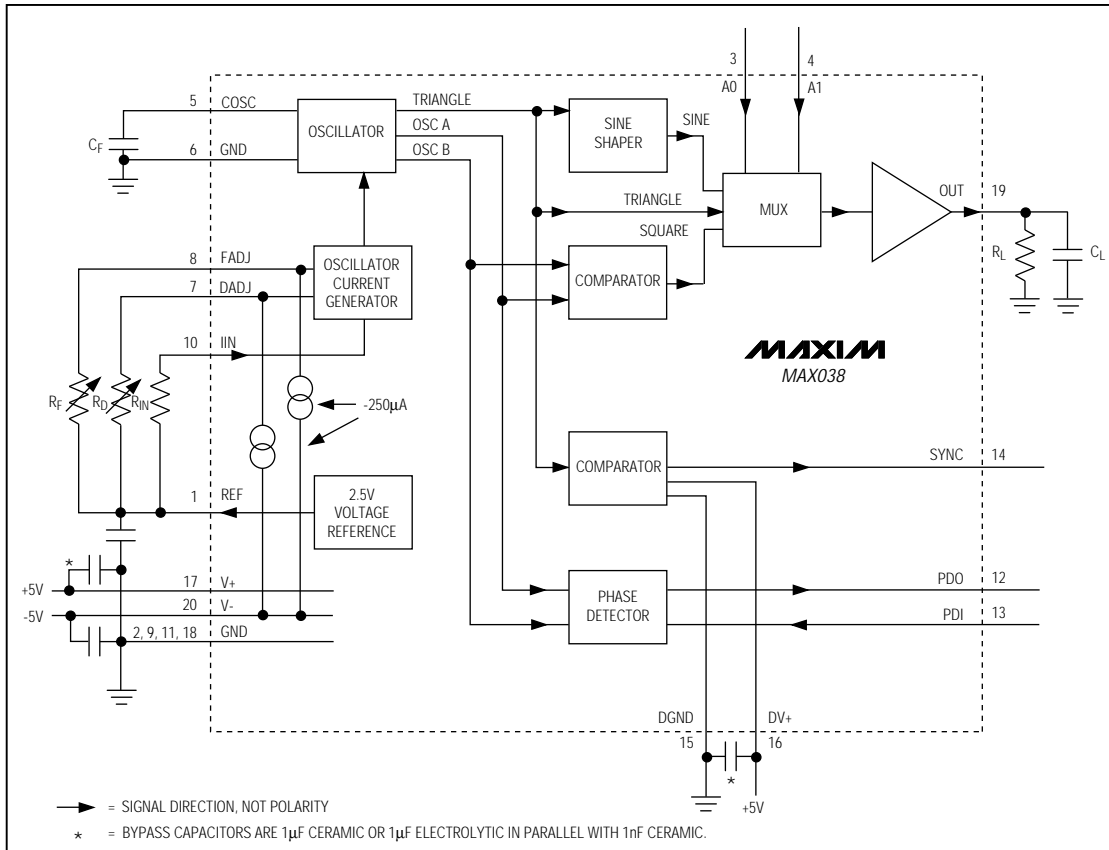 3
4
A0
A1
5
COSC
OSCILLATOR
TRIANGLE
OSC A
OSC B
SINE
SHAPER
SINE
CF
6
GND
TRIANGLE
MUX
OUT
19
SQUARE
RL
CL
8
FADJ
7
DADJ
OSCILLATOR
CURRENT
GENERATOR
COMPARATOR
10
IIN
MAXIM
MAX038
RF
RD
RIN
-250µA
COMPARATOR
SYNC
14
1
REF
2.5V
VOLTAGE
REFERENCE
*
+5V
17
V+
-5V
20
V-
2, 9, 11, 18
GND
PHASE
DETECTOR
PDO
12
PDI
13
DGND
DV+
15
16
*
+5V
= SIGNAL DIRECTION, NOT POLARITY
* = BYPASS CAPACITORS ARE 1µF CERAMIC OR 1µF ELECTROLYTIC IN PARALLEL WITH 1nF CERAMIC.